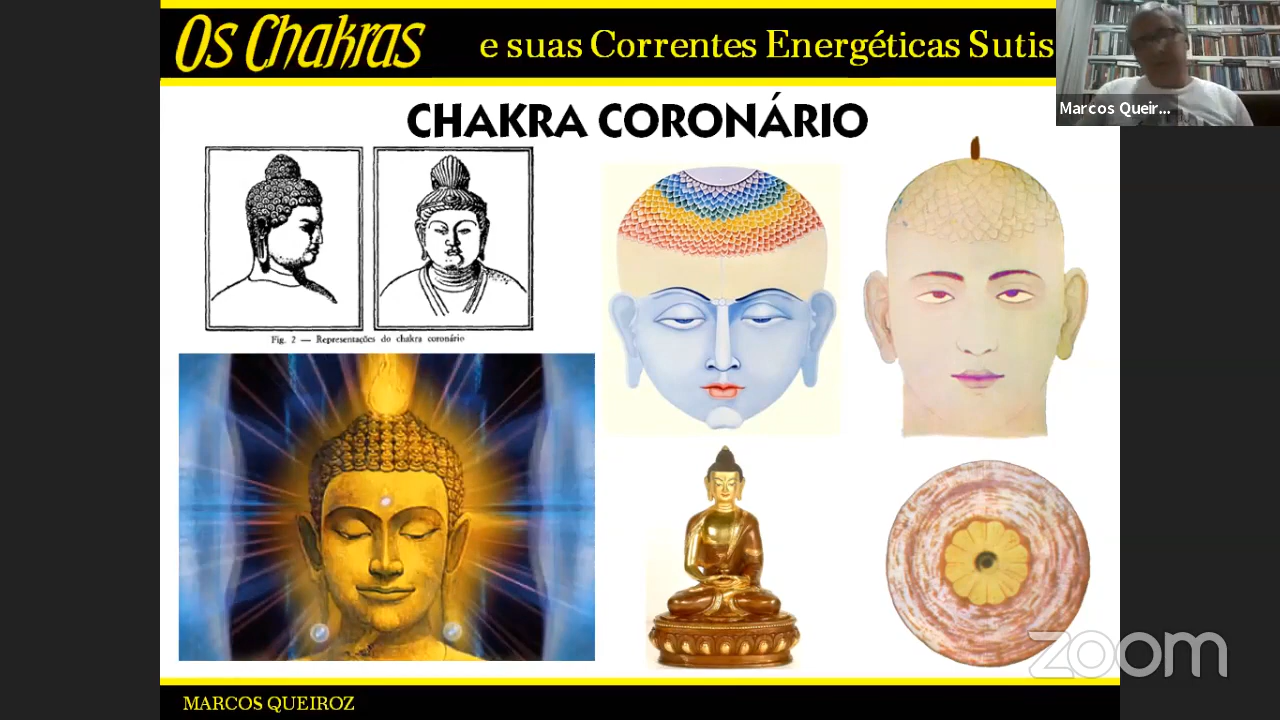 Os Chakras e suas Correntes Energéticas Sutis
Marcos Queir...
CHAKRA CORONÁRIO
Fig. 2 — Representações do chakra coronário
zoom
MARCOS QUEIROZ